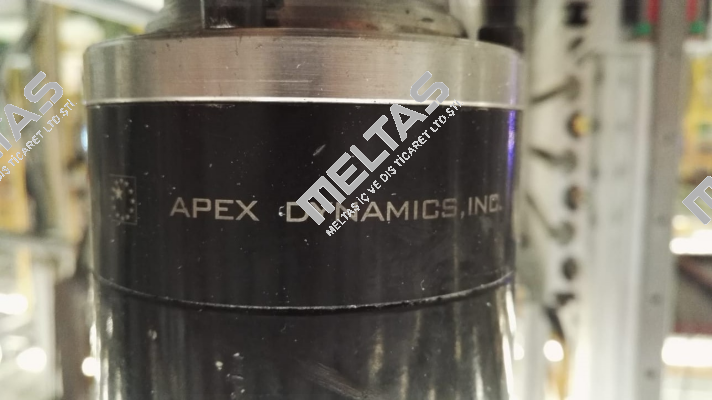 APEX DYNAMICS, INC.
MELTAS
MELTAS İÇ VE DIŞ TİCARET LTD ŞTİ